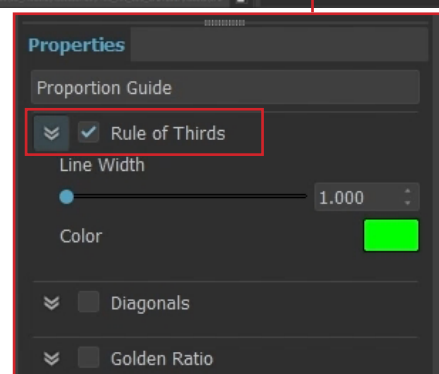 Properties
Proportion Guide
Rule of Thirds
Line Width
1.000
Color
Diagonals
Golden Ratio